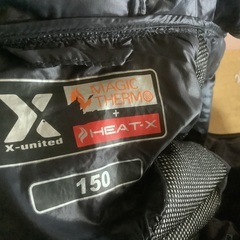 MAGIC
THERMO
+
HEAT-X
X
X-united
150